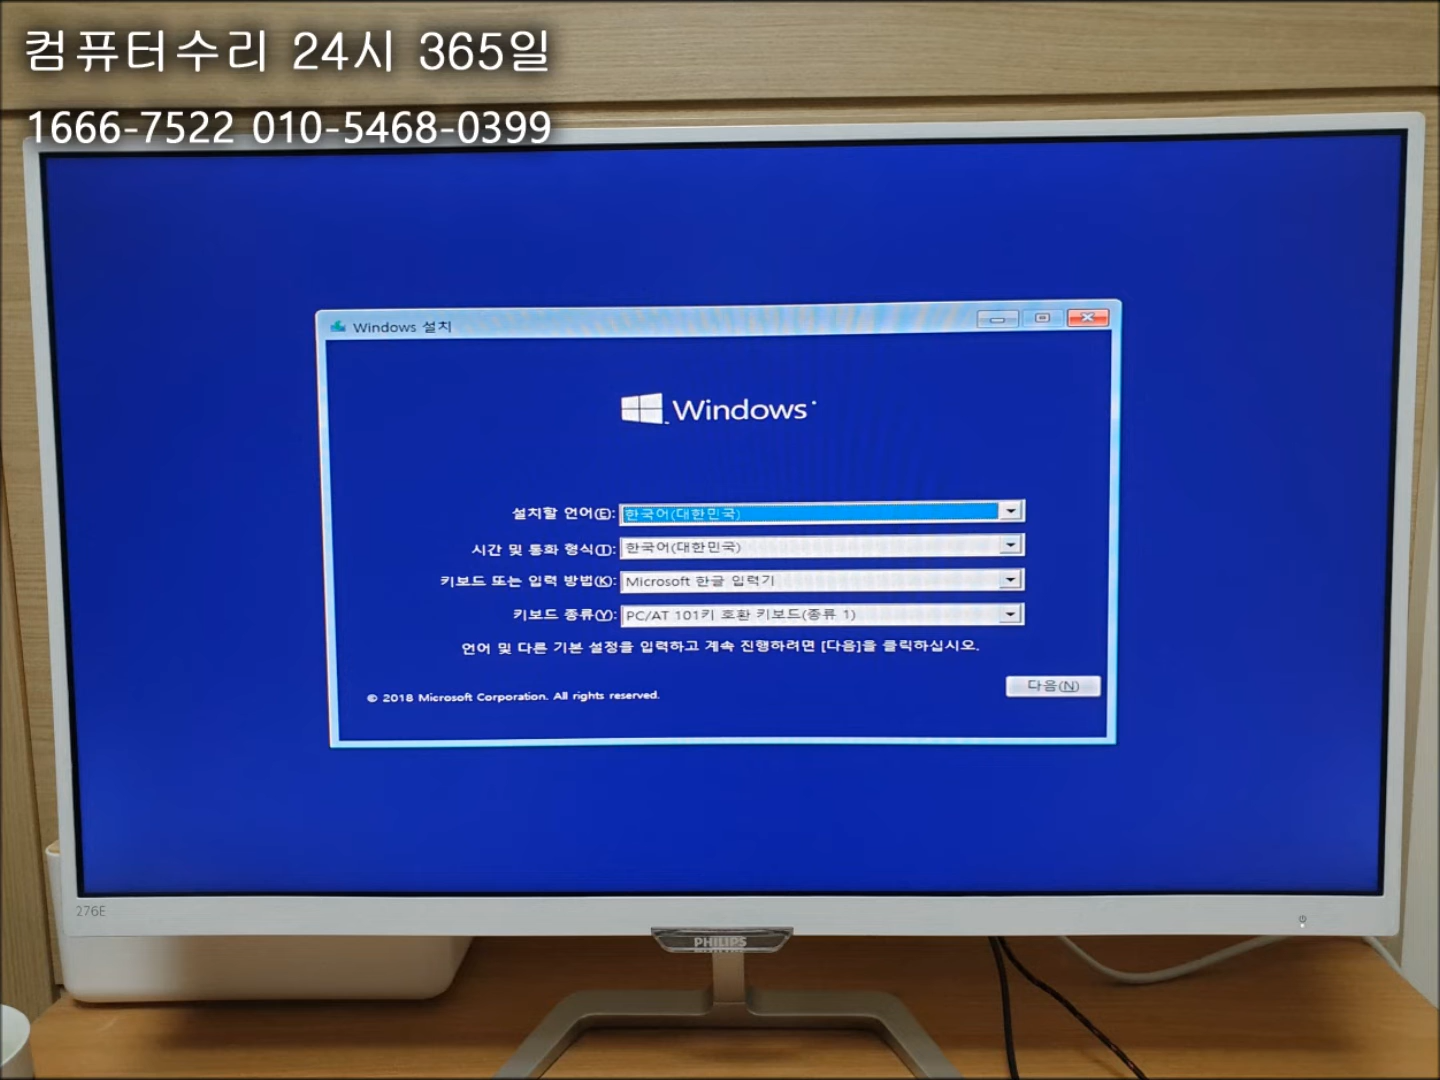 컴퓨터수리 24시 365일
1666-7522 010-5468-0399
Windows 설치
Windows
설치할 언어(E): 한국어(대한민국)
시간 및 통화 형식(T): 한국어(대한민국)
키보드 또는 입력 방법(K): Microsoft 한글 입력기
키보드 종류(Y): PC/AT 101키 호환 키보드(종류 1)
언어 및 다른 기본 설정을 입력하고 계속 진행하려면 [다음]을 클릭하십시오.
다음(N)
© 2018 Microsoft Corporation. All rights reserved.
276E
PHILIPS